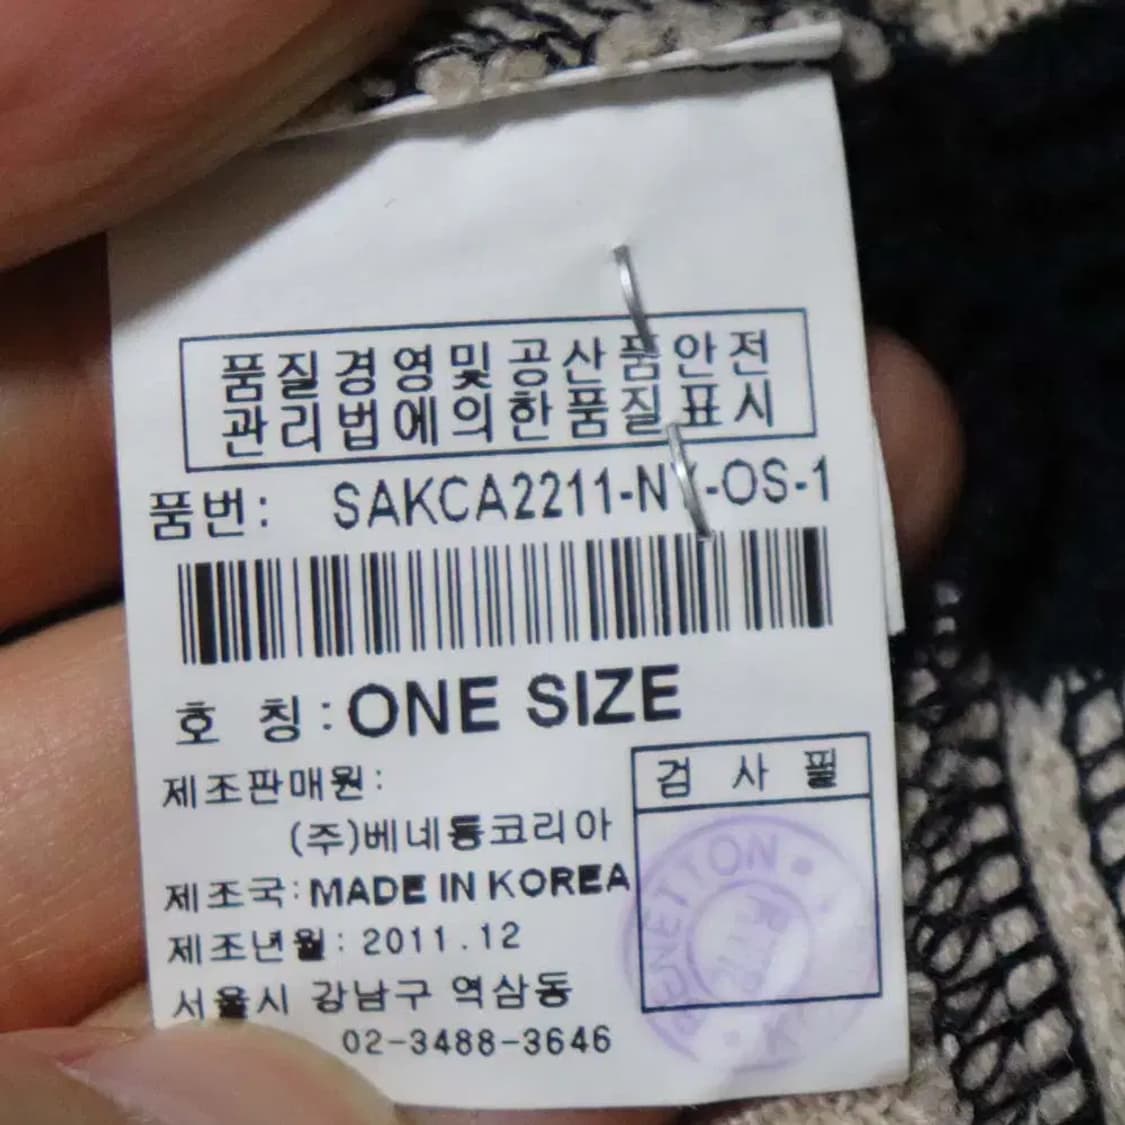 품질경영및공산품안전
관리법에의한품질표시
품번: SAKCA2211-NY-OS-1
호 칭: ONE SIZE
제조판매원:
(주)베네통코리아
제조국: MADE IN KOREA
제조년월: 2011.12
서울시 강남구 역삼동
02-3488-3646
검 사 필
BENETTON